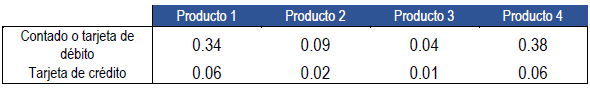 Producto 1 Producto 2 Producto 3 Producto 4
Contado o tarjeta de
débito 0.34 0.09 0.04 0.38
Tarjeta de crédito 0.06 0.02 0.01 0.06